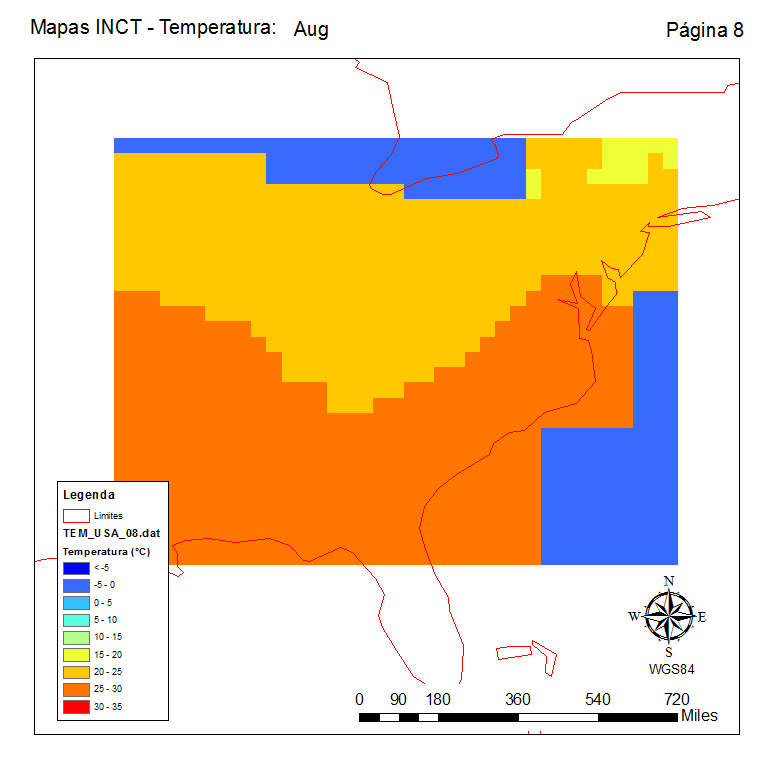 Mapas INCT - Temperatura: Aug
Página 8
Legenda
Límites
TEM_USA_08.dat
Temperatura (°C)
< -5
-5 - 0
0 - 5
5 - 10
10 - 15
15 - 20
20 - 25
25 - 30
30 - 35
N
W E
S
WGS84
0 90 180 360 540 720
Miles